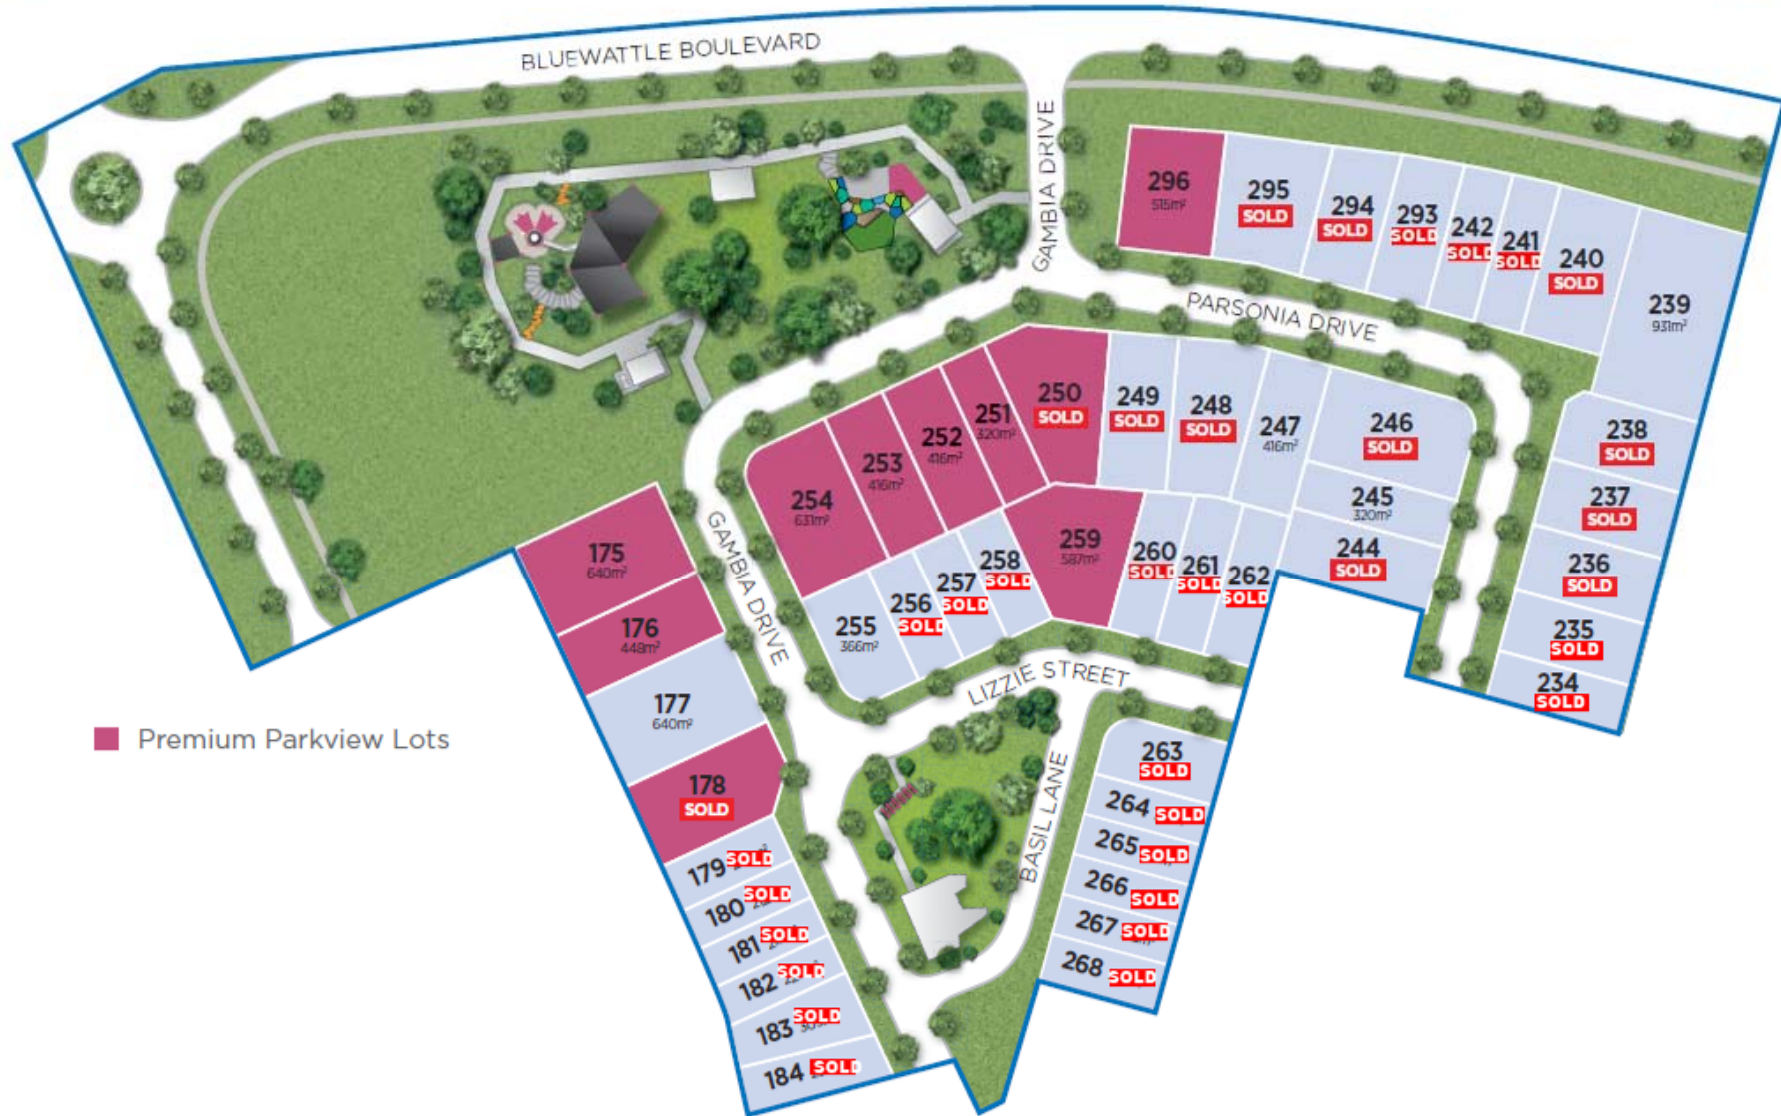 BLUEWATTLE BOULEVARD
GAMBIA DRIVE
296
515m²
295
SOLD
294
SOLD
293
SOLD
242
SOLD
241
SOLD
240
SOLD
239
931m²
PARSONIA DRIVE
250
SOLD
249
SOLD
248
SOLD
247
416m²
246
SOLD
245
320m²
244
SOLD
251
320m²
252
416m²
253
416m²
254
631m²
238
SOLD
237
SOLD
236
SOLD
235
SOLD
234
SOLD
255
366m²
256
SOLD
257
SOLD
258
SOLD
259
587m²
260
SOLD
261
SOLD
262
SOLD
GAMBIA DRIVE
175
640m²
176
448m²
177
640m²
178
SOLD
Premium Parkview Lots
LIZZIE STREET
BASIL LANE
263
SOLD
264 SOLD
265 SOLD
266 SOLD
267 SOLD
268 SOLD
179 SOLD
180 SOLD
181 SOLD
182 SOLD
183 SOLD
184 SOLD